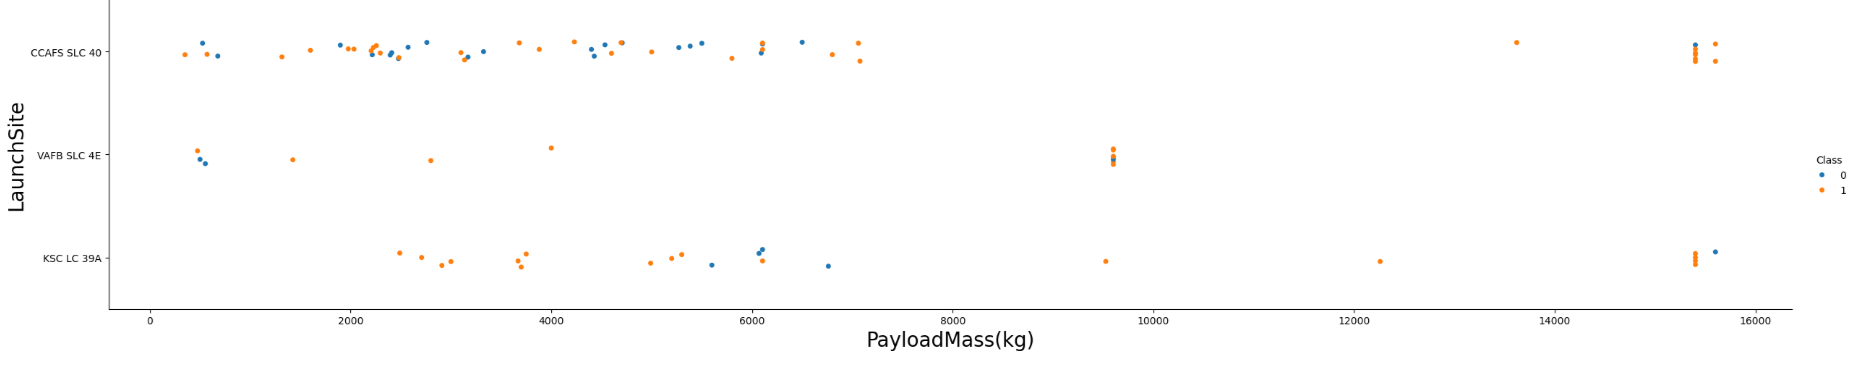 LaunchSite
CCAFS SLC 40
VAFB SLC 4E
KSC LC 39A
0 2000 4000 6000 8000 10000 12000 14000 16000
PayloadMass(kg)
Class
0
1